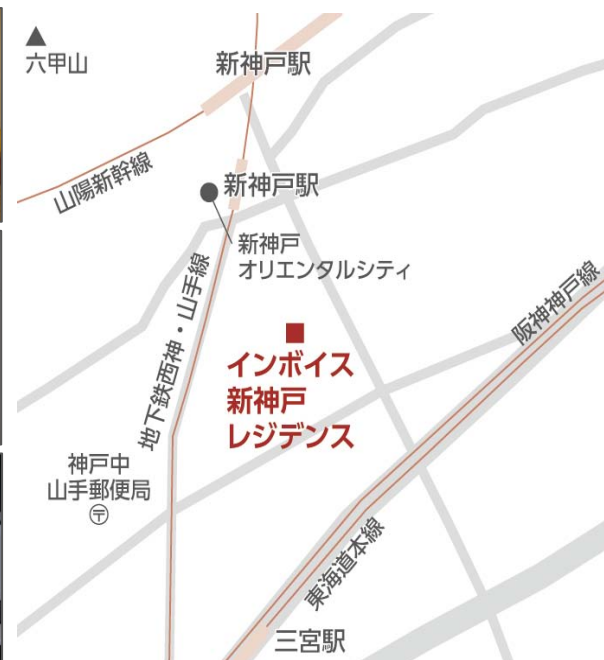 六甲山
新神戸駅
山陽新幹線
新神戸駅
新神戸
オリエンタルシティ
地下鉄西神・山手線
阪神神戸線
インボイス
新神戸
レジデンス
神戸中
山手郵便局
〒
東海道本線
三宮駅